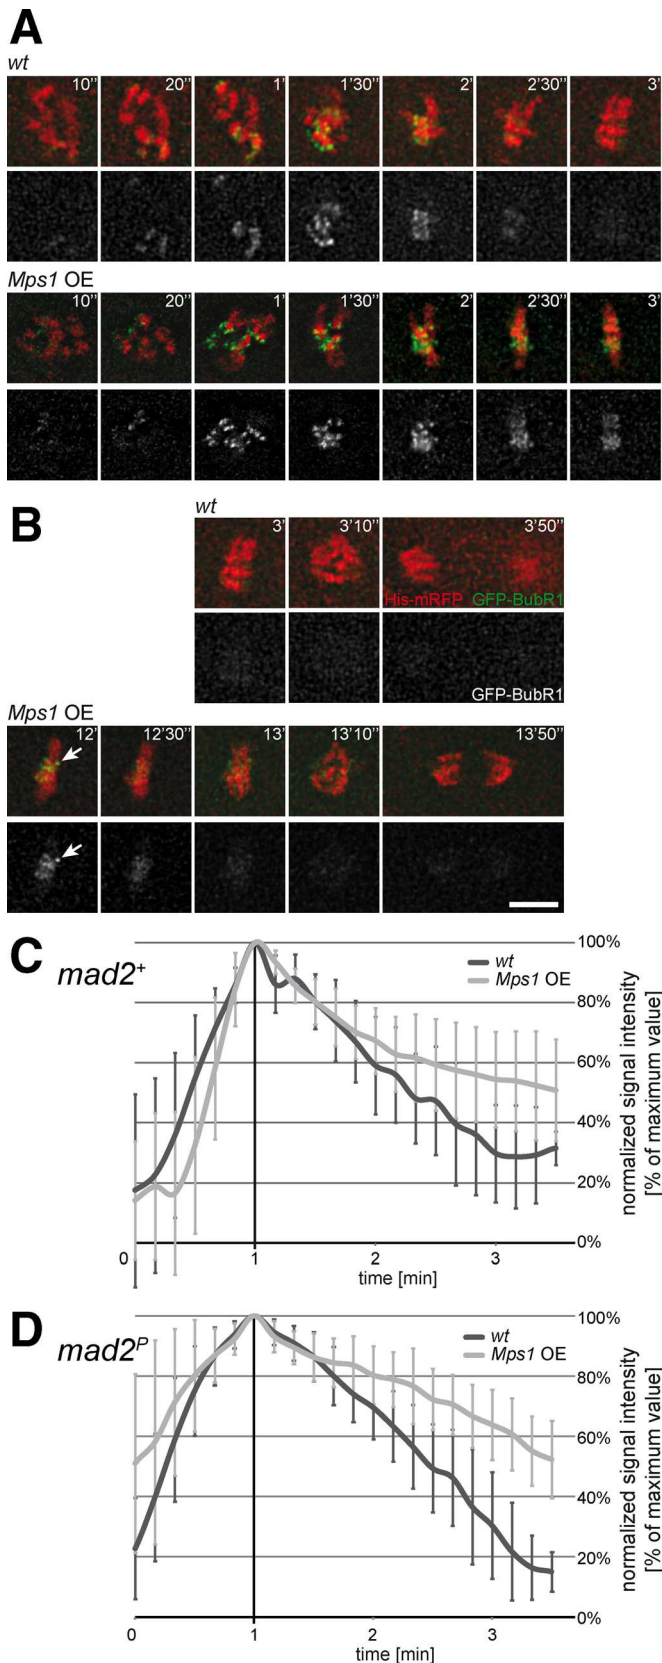 A
wt
10'' 20'' 1' 1'30'' 2' 2'30'' 3'
Mps1 OE
10'' 20'' 1' 1'30'' 2' 2'30'' 3'
B
wt
3' 3'10'' 3'50''
His-mRFP GFP-BubR1
GFP-BubR1
Mps1 OE
12' 12'30'' 13' 13'10'' 13'50''
C
mad2+
wt
Mps1 OE
100%
80%
60%
40%
20%
0%
normalized signal intensity
[% of maximum value]
0 1 2 3
time [min]
D
mad2P
wt
Mps1 OE
100%
80%
60%
40%
20%
0%
normalized signal intensity
[% of maximum value]
0 1 2 3
time [min]